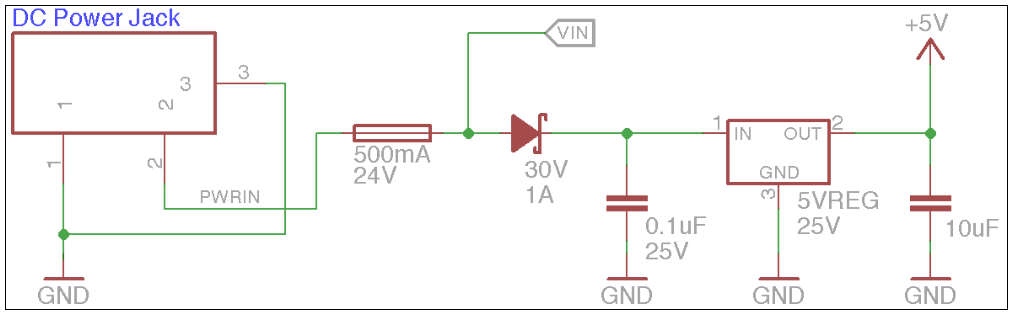 DC Power Jack
VIN
+5V
3
3
1
2
1
2
PWRIN
500mA
24V
30V
1A
1
IN
OUT
2
GND
3
5VREG
25V
0.1uF
25V
10uF
GND
GND
GND
GND